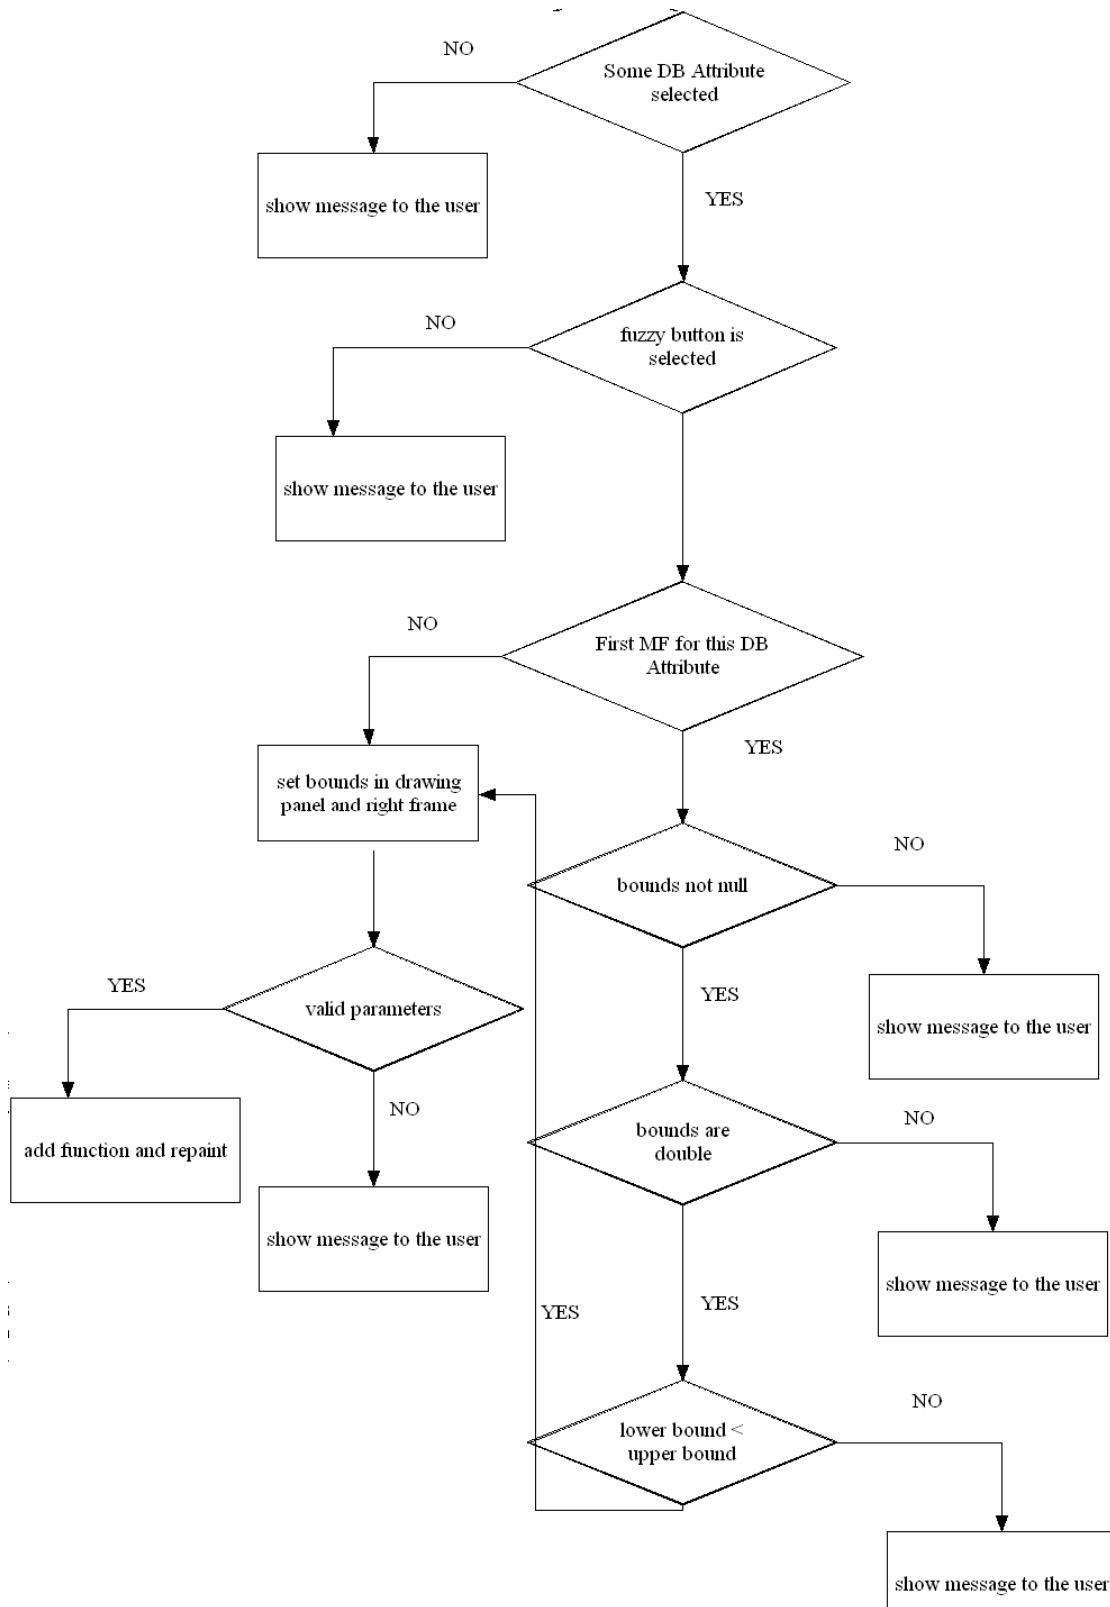 NO
Some DB Attribute
selected
show message to the user
YES
NO
fuzzy button is
selected
show message to the user
NO
First MF for this DB
Attribute
YES
set bounds in drawing
panel and right frame
NO
bounds not null
YES
valid parameters
YES
show message to the user
NO
add function and repaint
bounds are
double
NO
show message to the user
show message to the user
YES
YES
NO
lower bound <
upper bound
show message to the user